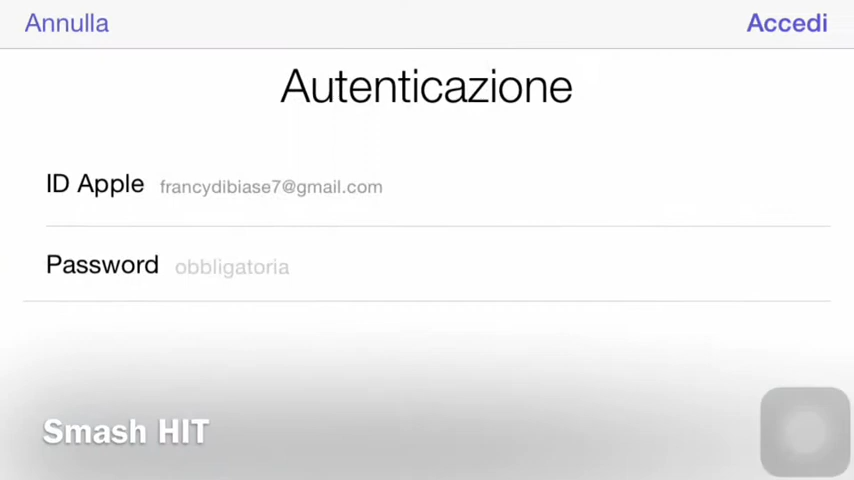 Annulla
Accedi
Autenticazione
ID Apple francydibiase7@gmail.com
Password obbligatoria
Smash HIT